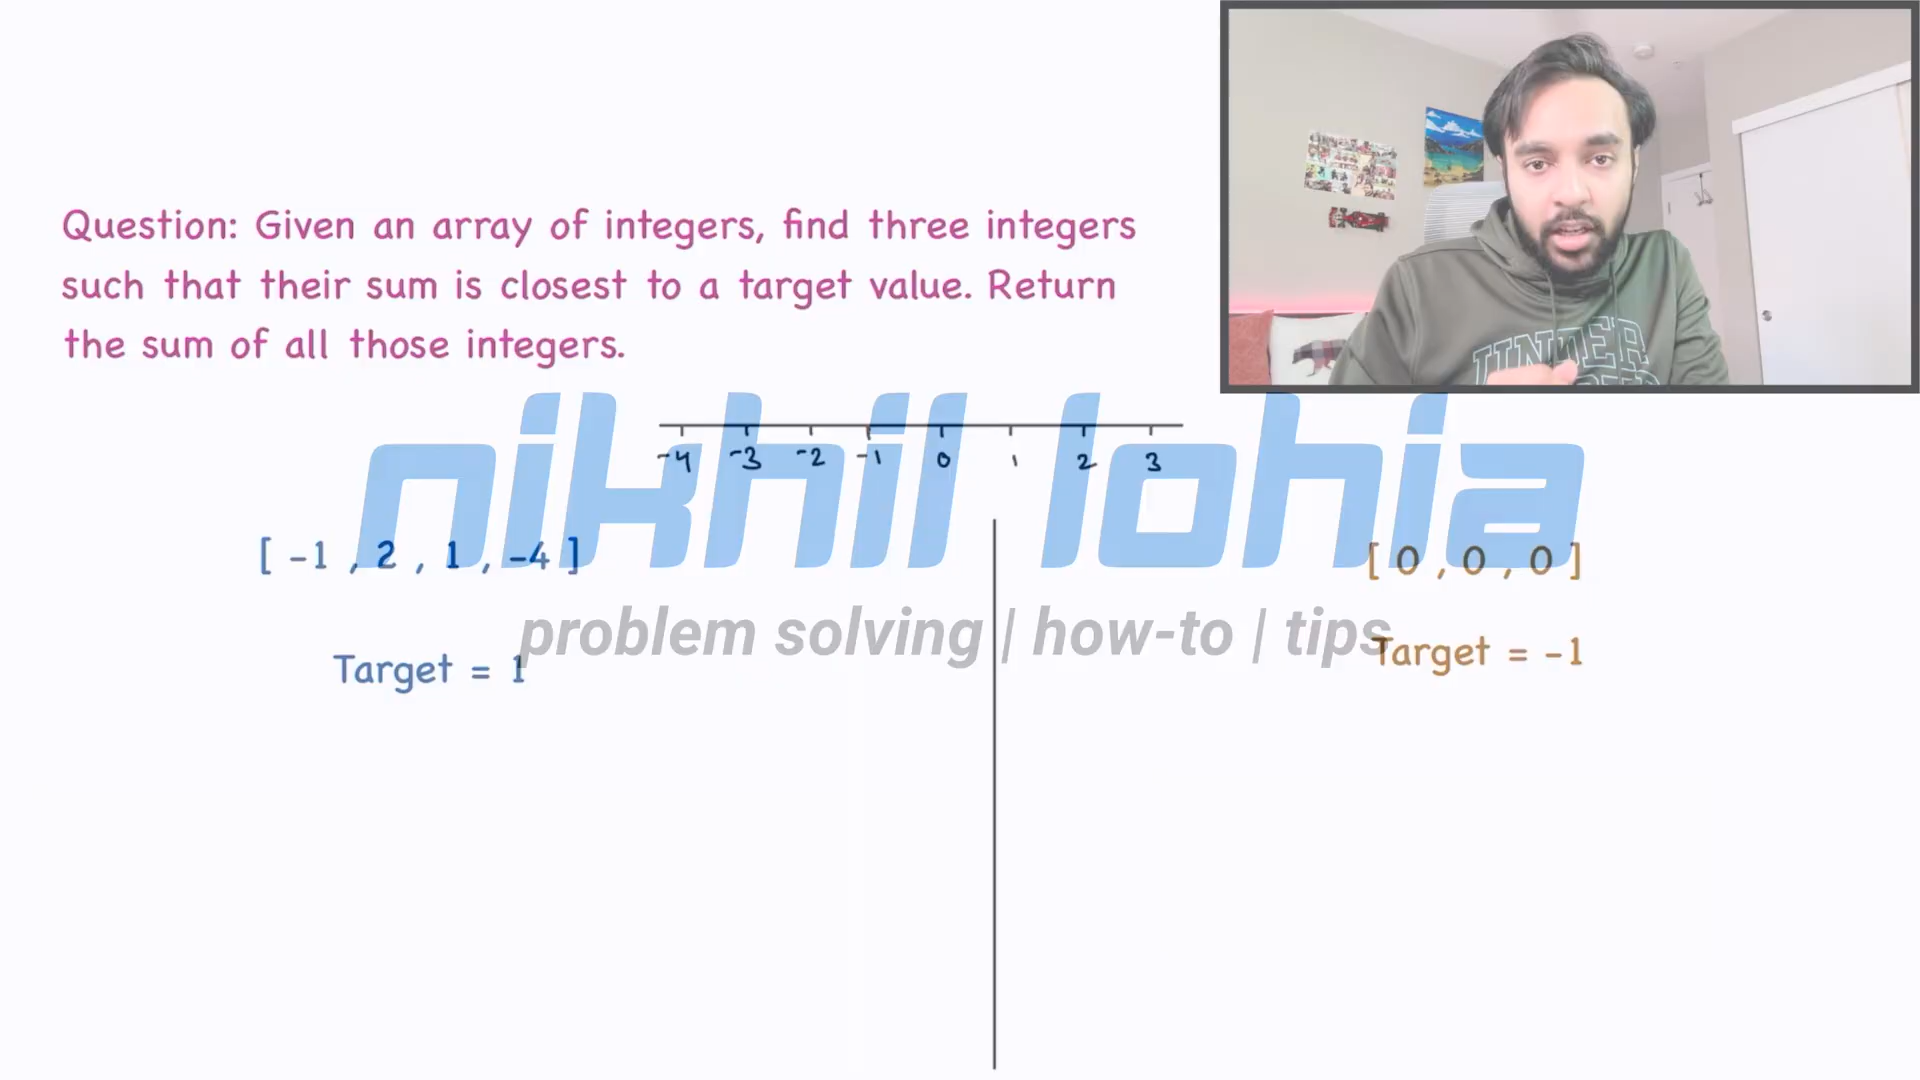 Question: Given an array of integers, find three integers
such that their sum is closest to a target value. Return
the sum of all those integers.
-4 -3 -2 -1 0 1 2 3
nikhil lohia
problem solving | how-to | tips
[ -1 , 2 , 1 , -4 ]
Target = 1
[ 0 , 0 , 0 ]
Target = -1
UNDER